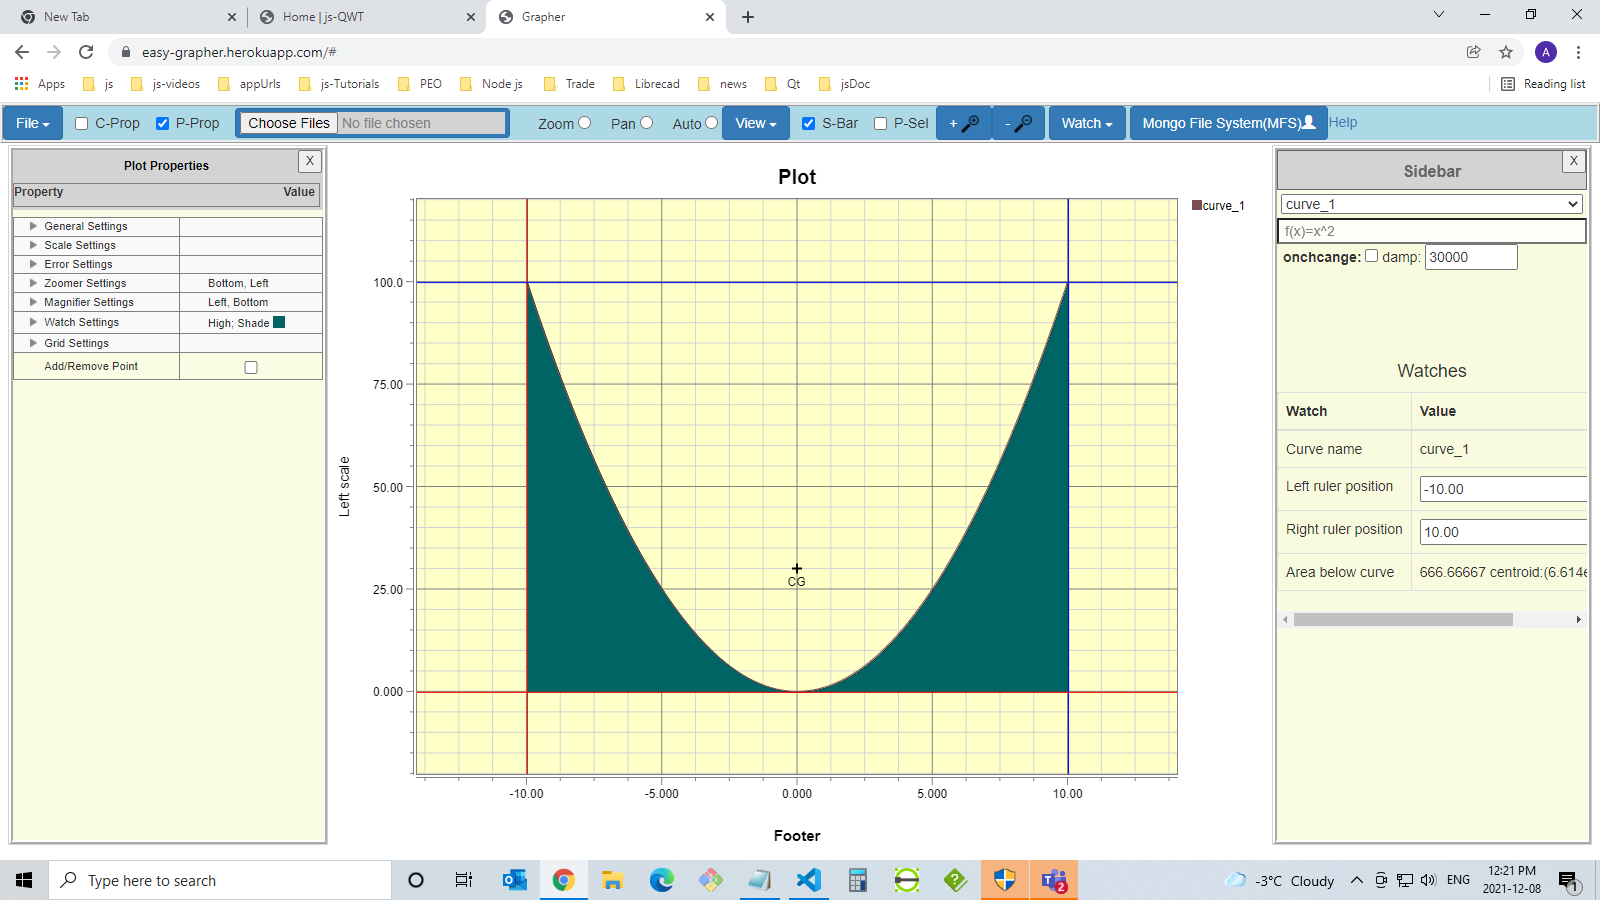 New Tab
Home | js-QWT
Grapher
easy-grapher.herokuapp.com/#
A
Apps js js-videos appUrls js-Tutorials PEO Node js Trade Librecad news Qt jsDoc Reading list
File C-Prop P-Prop Choose Files No file chosen Zoom Pan Auto View S-Bar P-Sel + - Watch Mongo File System(MFS) Help
Plot Properties X
Property Value
General Settings
Scale Settings
Error Settings
Zoomer Settings Bottom, Left
Magnifier Settings Left, Bottom
Watch Settings High; Shade
Grid Settings
Add/Remove Point
Plot
curve_1
Left scale
100.0
75.00
50.00
25.00
0.000
CG
-10.00 -5.000 0.000 5.000 10.00
Footer
Sidebar X
curve_1
f(x)=x^2
onchcange: damp: 30000
Watches
Watch Value
Curve name curve_1
Left ruler position -10.00
Right ruler position 10.00
Area below curve 666.66667 centroid:(6.614e
Type here to search
2
-3°C Cloudy
ENG
12:21 PM
2021-12-08
1